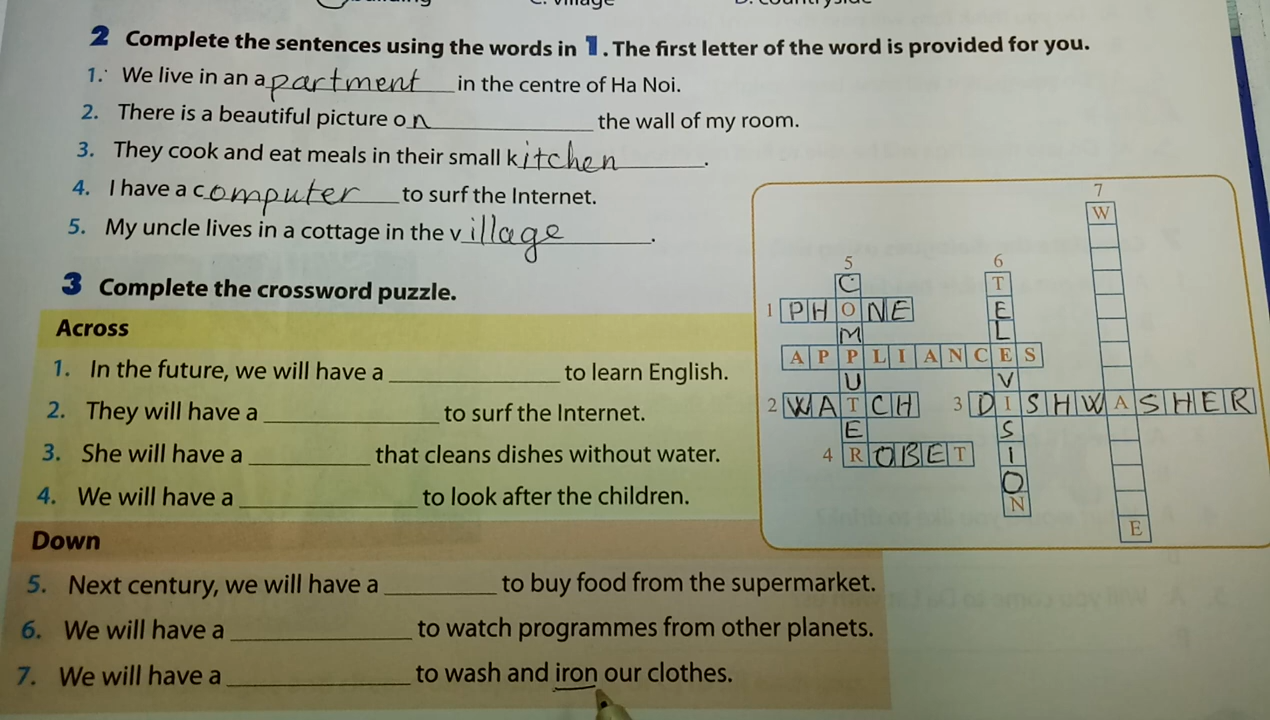 2 Complete the sentences using the words in 1. The first letter of the word is provided for you.
1. We live in an apartment in the centre of Ha Noi.
2. There is a beautiful picture on the wall of my room.
3. They cook and eat meals in their small kitchen.
4. I have a computer to surf the Internet.
5. My uncle lives in a cottage in the village.
3 Complete the crossword puzzle.
Across
1. In the future, we will have a ____________ to learn English.
2. They will have a ____________ to surf the Internet.
3. She will have a _________ that cleans dishes without water.
4. We will have a ____________ to look after the children.
Down
5. Next century, we will have a ________ to buy food from the supermarket.
6. We will have a ____________ to watch programmes from other planets.
7. We will have a ____________ to wash and iron our clothes.
7
W
5 6
C T
1 PHONE E
M L
APPLIANCES
U V
2 WATCH 3 DISHWASHER
E S
4 ROBET I
O
N E